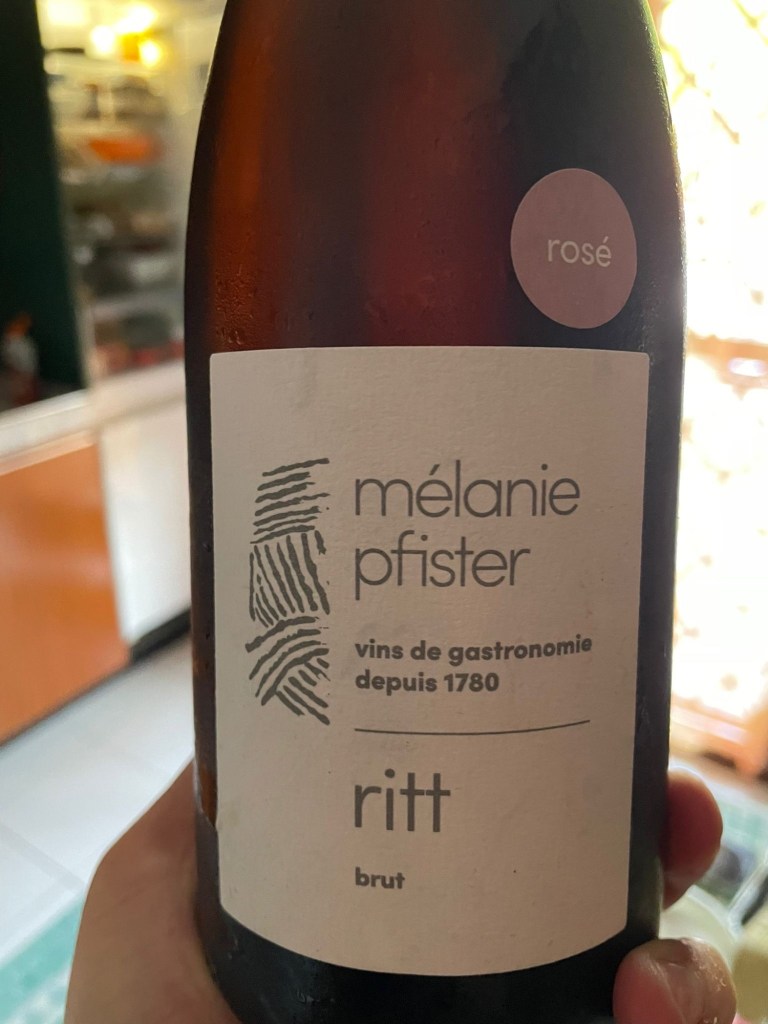 rosé
mélanie
pfister
vins de gastronomie
depuis 1780
ritt
brut